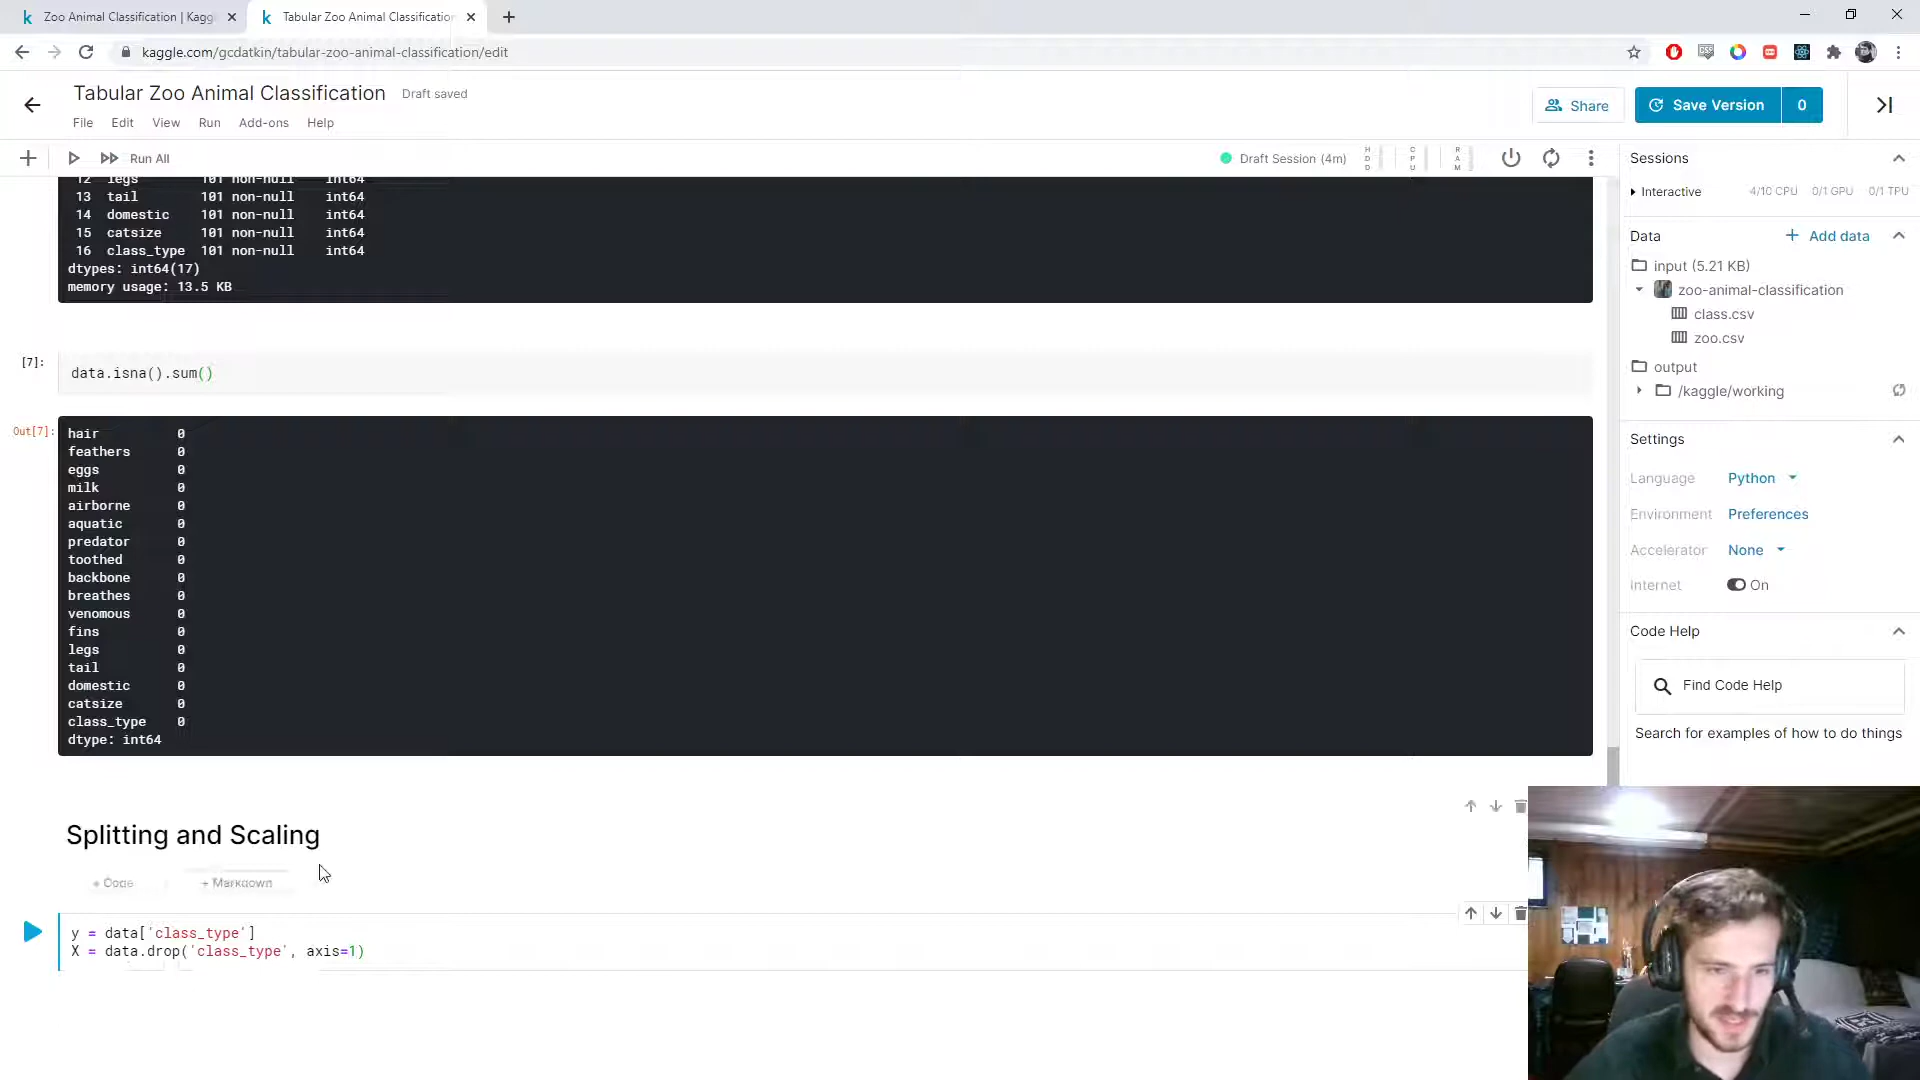 Zoo Animal Classification | Kagg
Tabular Zoo Animal Classificatio
kaggle.com/gcdatkin/tabular-zoo-animal-classification/edit
Tabular Zoo Animal Classification
Draft saved
File
Edit
View
Run
Add-ons
Help
Share
Save Version
0
Run All
Draft Session (4m)
HDD
CPU
RAM
12 legs 101 non-null int64
13 tail 101 non-null int64
14 domestic 101 non-null int64
15 catsize 101 non-null int64
16 class_type 101 non-null int64
dtypes: int64(17)
memory usage: 13.5 KB
[7]:
data.isna().sum()
Out[7]:
hair 0
feathers 0
eggs 0
milk 0
airborne 0
aquatic 0
predator 0
toothed 0
backbone 0
breathes 0
venomous 0
fins 0
legs 0
tail 0
domestic 0
catsize 0
class_type 0
dtype: int64
Splitting and Scaling
+ Code
+ Markdown
y = data['class_type']
X = data.drop('class_type', axis=1)
Sessions
Interactive
4/10 CPU
0/1 GPU
0/1 TPU
Data
+ Add data
input (5.21 KB)
zoo-animal-classification
class.csv
zoo.csv
output
/kaggle/working
Settings
Language
Python
Environment
Preferences
Accelerator
None
Internet
On
Code Help
Find Code Help
Search for examples of how to do things